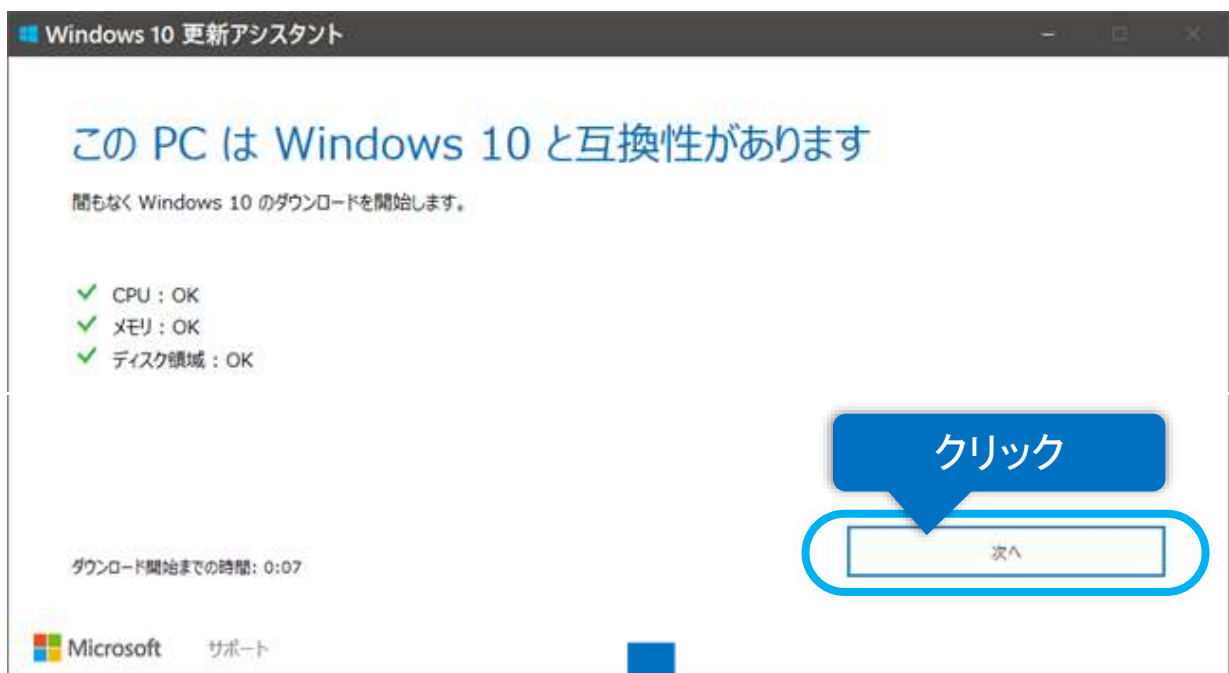 Windows 10 更新アシスタント
この PC は Windows 10 と互換性があります
間もなく Windows 10 のダウンロードを開始します。
CPU : OK
メモリ : OK
ディスク領域 : OK
クリック
次へ
ダウンロード開始までの時間: 0:07
Microsoft サポート